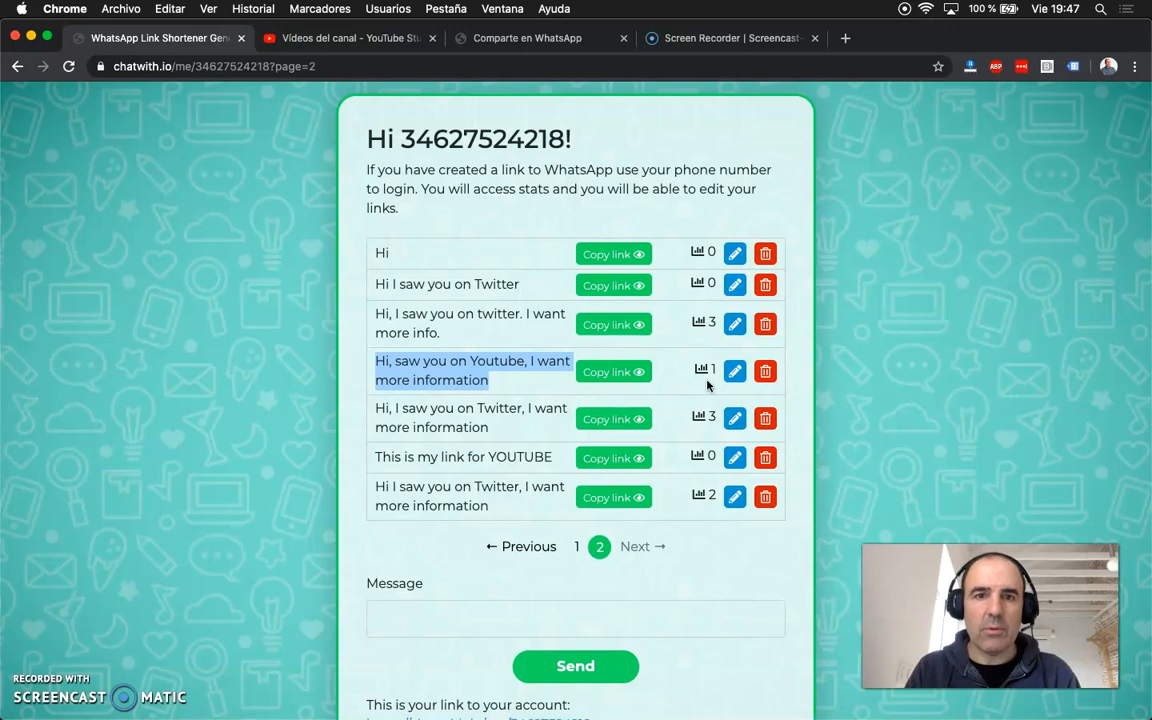 Chrome Archivo Editar Ver Historial Marcadores Usuarios Pestaña Ventana Ayuda 100 % Vie 19:47
WhatsApp Link Shortener Gen Vídeos del canal - YouTube Stu Comparte en WhatsApp Screen Recorder | Screencast-
chatwith.io/me/34627524218?page=2
Hi 34627524218!
If you have created a link to WhatsApp use your phone number
to login. You will access stats and you will be able to edit your
links.
Hi Copy link 0
Hi I saw you on Twitter Copy link 0
Hi, I saw you on twitter. I want
more info. Copy link 3
Hi, saw you on Youtube, I want
more information Copy link 1
Hi, I saw you on Twitter, I want
more information Copy link 3
This is my link for YOUTUBE Copy link 0
Hi I saw you on Twitter, I want
more information Copy link 2
← Previous 1 2 Next →
Message
Send
This is your link to your account:
RECORDED WITH
SCREENCAST MATIC